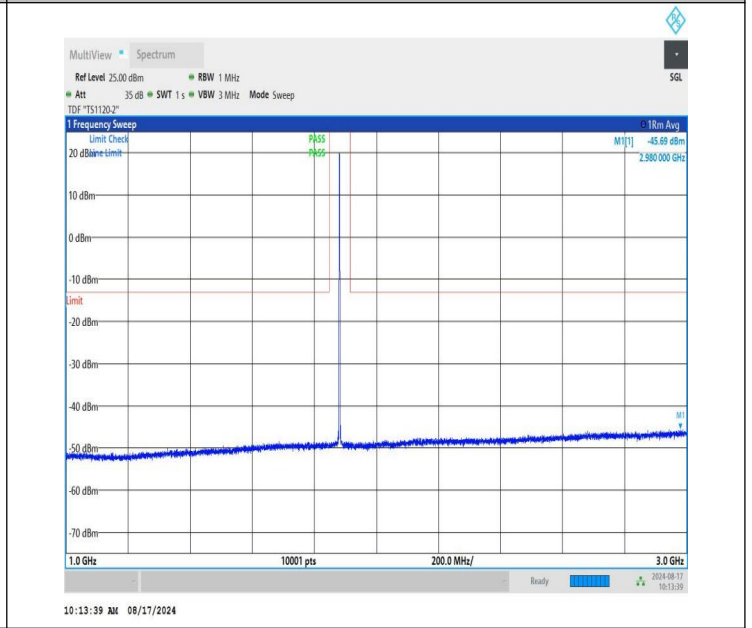 R S
MultiView Spectrum
Ref Level 25.00 dBm RBW 1 MHz SGL
Att 35 dB SWT 1 s VBW 3 MHz Mode Sweep
TDF "TS1120-2"
1 Frequency Sweep 1Rm Avg
Limit Check PASS M1[1] -45.69 dBm
Line Limit PASS 2.980 000 GHz
20 dBm
10 dBm
0 dBm
-10 dBm
Limit
-20 dBm
-30 dBm
-40 dBm
M1
-50 dBm
-60 dBm
-70 dBm
1.0 GHz 10001 pts 200.0 MHz/ 3.0 GHz
Ready 2024-08-17
10:13:39
10:13:39 AM 08/17/2024